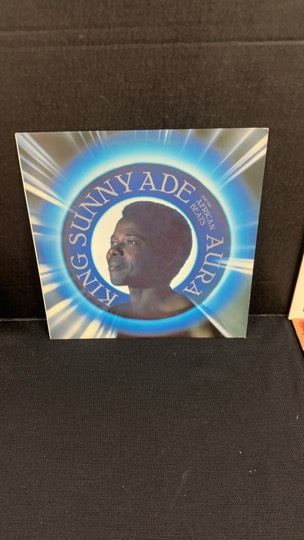 KING SUNNY ADE
AND HIS
AFRICAN
BEATS
AURA